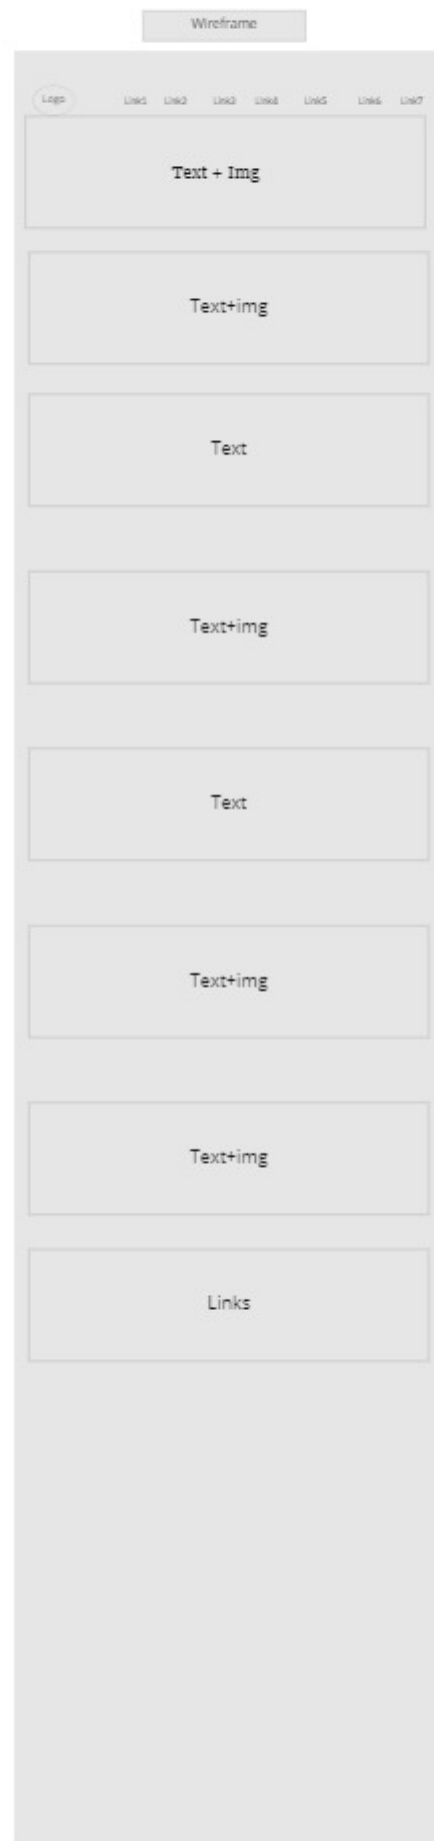 Wireframe
Logo Link1 Link2 Link3 Link4 Link5 Link6 Link7
Text + Img
Text+img
Text
Text+img
Text
Text+img
Text+img
Links